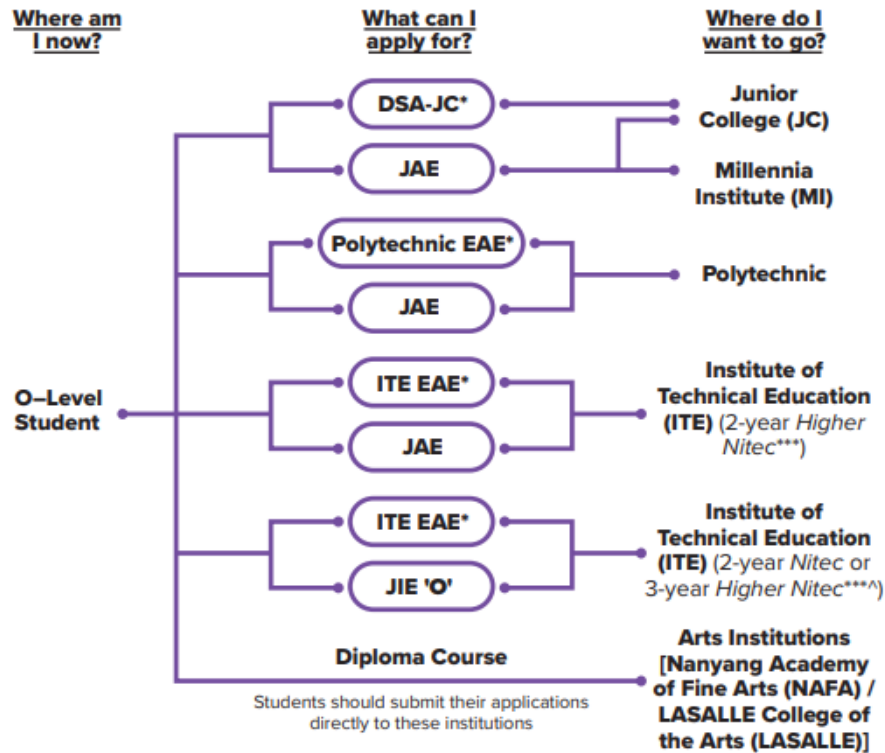 Where am
I now?
What can I
apply for?
Where do I
want to go?
DSA-JC*
Junior
College (JC)
JAE
Millennia
Institute (MI)
Polytechnic EAE*
Polytechnic
JAE
O–Level
Student
ITE EAE*
JAE
Institute of
Technical Education
(ITE) (2-year Higher
Nitec***)
ITE EAE*
JIE 'O'
Institute of
Technical Education
(ITE) (2-year Nitec or
3-year Higher Nitec***^)
Diploma Course
Students should submit their applications
directly to these institutions
Arts Institutions
[Nanyang Academy
of Fine Arts (NAFA) /
LASALLE College of
the Arts (LASALLE)]